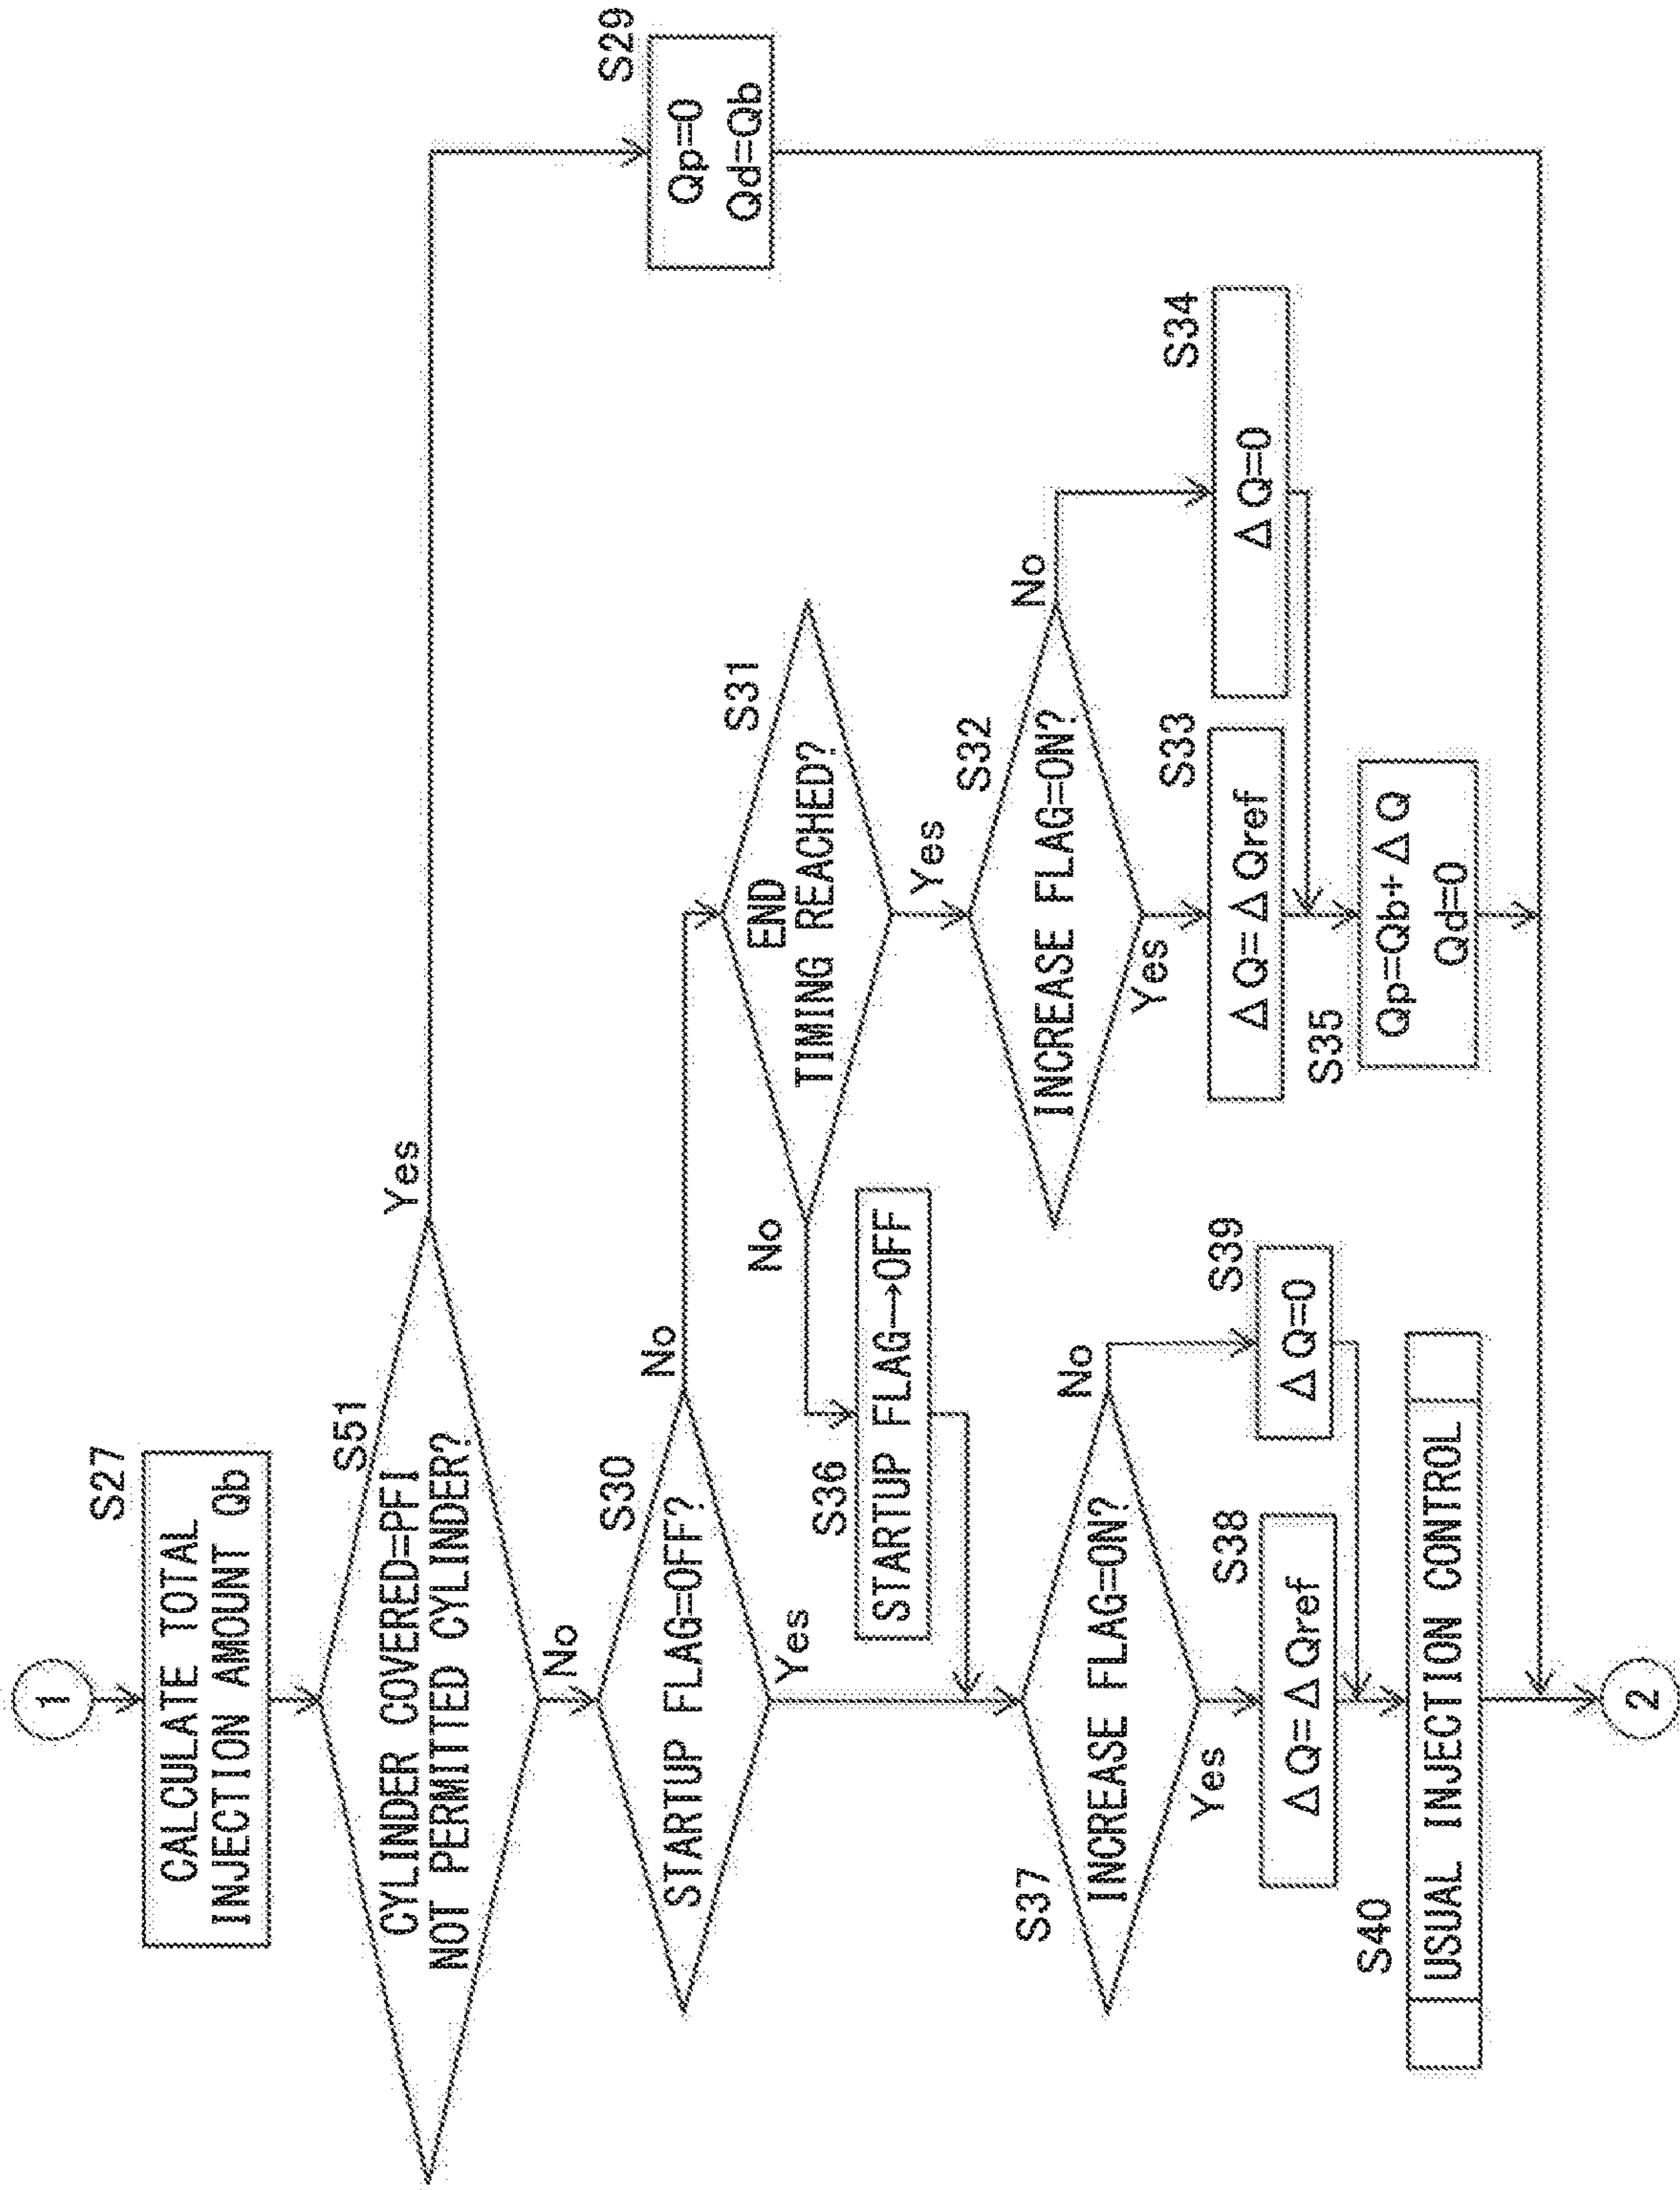 1
S27
CALCULATE TOTAL
INJECTION AMOUNT Qb
S51
CYLINDER COVERED=PFI
NOT PERMITTED CYLINDER?
Yes
No
S29
Qp=0
Qd=Qb
S30
STARTUP FLAG=OFF?
No
Yes
S31
END
TIMING REACHED?
No
Yes
S36
STARTUP FLAG→OFF
S32
INCREASE FLAG=ON?
No
Yes
S37
INCREASE FLAG=ON?
No
Yes
S33
ΔQ=ΔQref
S34
ΔQ=0
S38
ΔQ=ΔQref
S39
ΔQ=0
S35
Qp=Qb+ΔQ
Qd=0
S40
USUAL INJECTION CONTROL
2